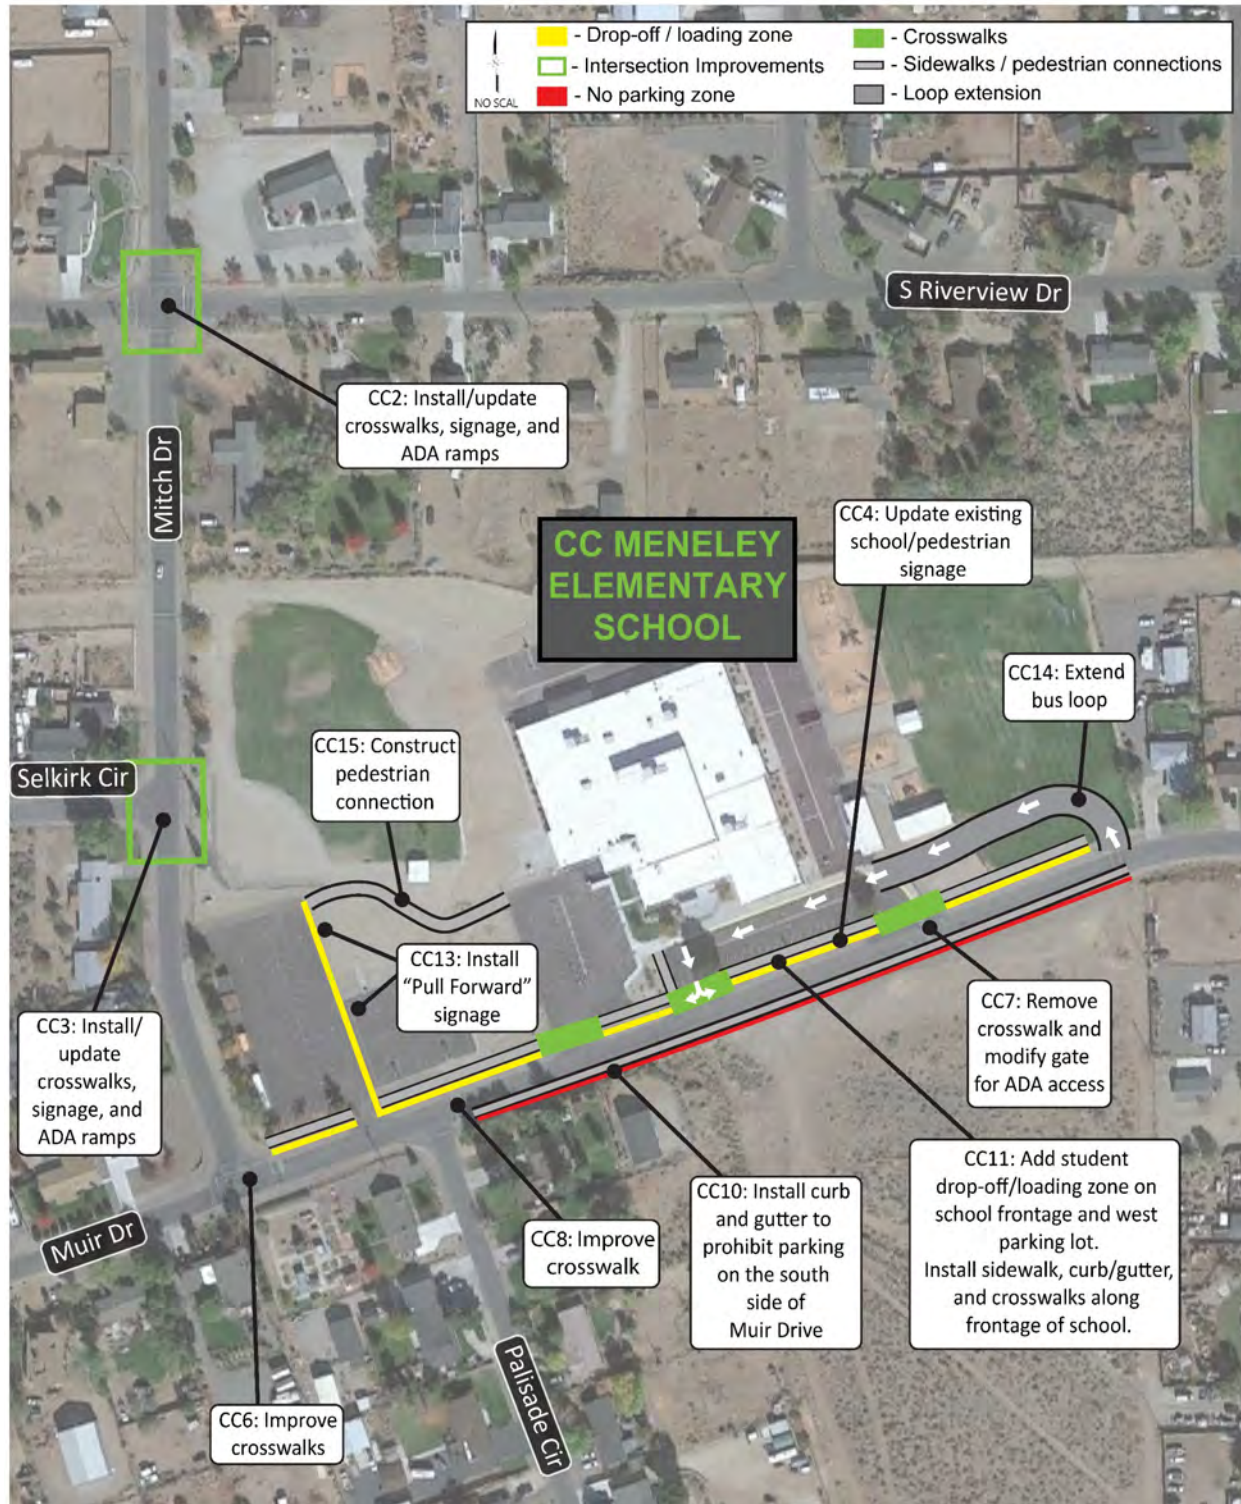 NO SCAL
- Drop-off / loading zone
- Intersection Improvements
- No parking zone
- Crosswalks
- Sidewalks / pedestrian connections
- Loop extension
S Riverview Dr
CC2: Install/update
crosswalks, signage, and
ADA ramps
Mitch Dr
CC MENELEY
ELEMENTARY
SCHOOL
CC4: Update existing
school/pedestrian
signage
CC14: Extend
bus loop
CC15: Construct
pedestrian
connection
Selkirk Cir
CC13: Install
“Pull Forward”
signage
CC3: Install/
update
crosswalks,
signage, and
ADA ramps
CC7: Remove
crosswalk and
modify gate
for ADA access
CC11: Add student
drop-off/loading zone on
school frontage and west
parking lot.
Install sidewalk, curb/gutter,
and crosswalks along
frontage of school.
CC10: Install curb
and gutter to
prohibit parking
on the south
side of
Muir Drive
CC8: Improve
crosswalk
Muir Dr
Palisade Cir
CC6: Improve
crosswalks